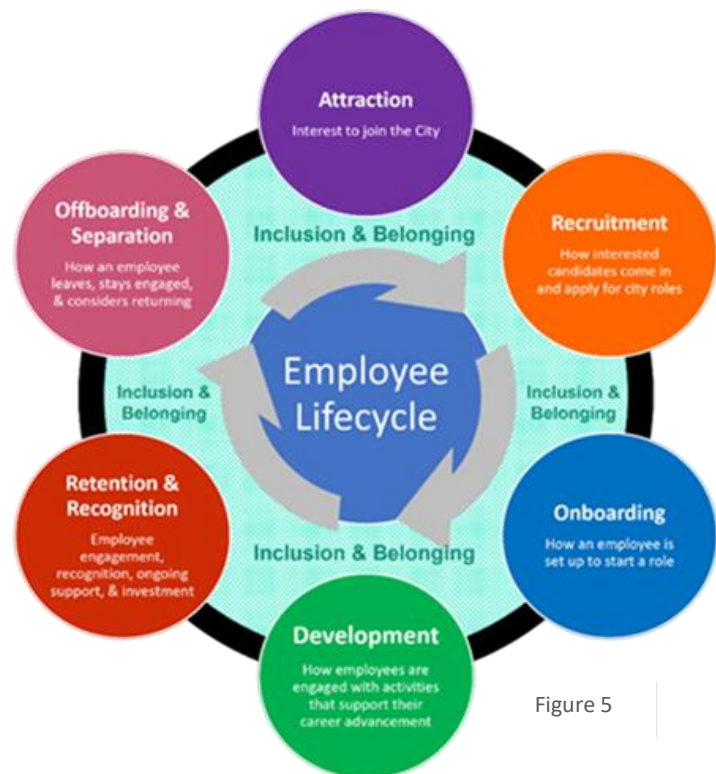 Attraction
Interest to join the City
Recruitment
How interested
candidates come in
and apply for city roles
Onboarding
How an employee is
set up to start a role
Development
How employees are
engaged with activities
that support their
career advancement
Retention &
Recognition
Employee
engagement,
recognition, ongoing
support, & investment
Offboarding &
Separation
How an employee
leaves, stays engaged,
& considers returning
Inclusion & Belonging
Inclusion &
Belonging
Inclusion & Belonging
Inclusion &
Belonging
Employee
Lifecycle
Figure 5